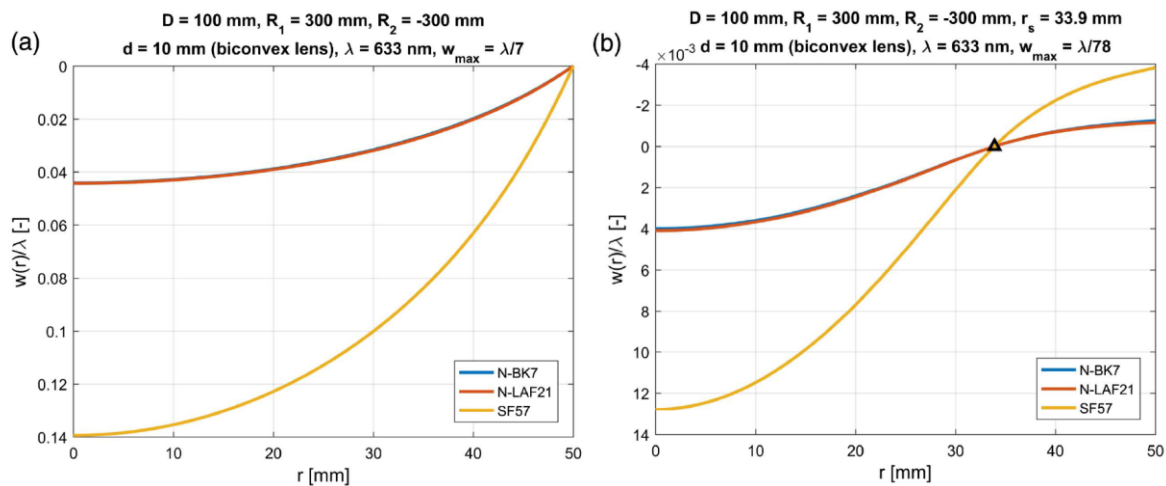 (a)
D = 100 mm, R₁ = 300 mm, R₂ = -300 mm
d = 10 mm (biconvex lens), λ = 633 nm, w_max = λ/7
0
0.02
0.04
0.06
0.08
0.1
0.12
0.14
w(r)/λ [-]
N-BK7
N-LAF21
SF57
0
10
20
30
40
50
r [mm]
(b)
D = 100 mm, R₁ = 300 mm, R₂ = -300 mm, r_s = 33.9 mm
d = 10 mm (biconvex lens), λ = 633 nm, w_max = λ/78
×10⁻³
-4
-2
0
2
4
6
8
10
12
14
w(r)/λ [-]
N-BK7
N-LAF21
SF57
0
10
20
30
40
50
r [mm]